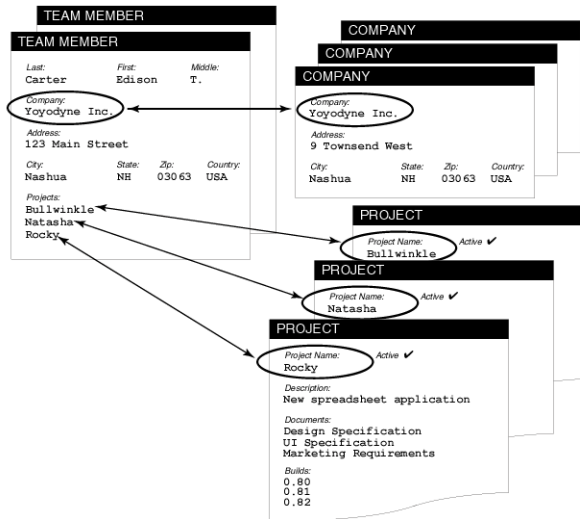 TEAM MEMBER
TEAM MEMBER
Last: First: Middle:
Carter Edison T.
Company:
Yoyodyne Inc.
Address:
123 Main Street
City: State: Zip: Country:
Nashua NH 03063 USA
Projects:
Bullwinkle
Natasha
Rocky
COMPANY
COMPANY
COMPANY
Company:
Yoyodyne Inc.
Address:
9 Townsend West
City: State: Zip: Country:
Nashua NH 03063 USA
PROJECT
Project Name: Active ✔
Bullwinkle
PROJECT
Project Name: Active ✔
Natasha
PROJECT
Project Name: Active ✔
Rocky
Description:
New spreadsheet application
Documents:
Design Specification
UI Specification
Marketing Requirements
Builds:
0.80
0.81
0.82